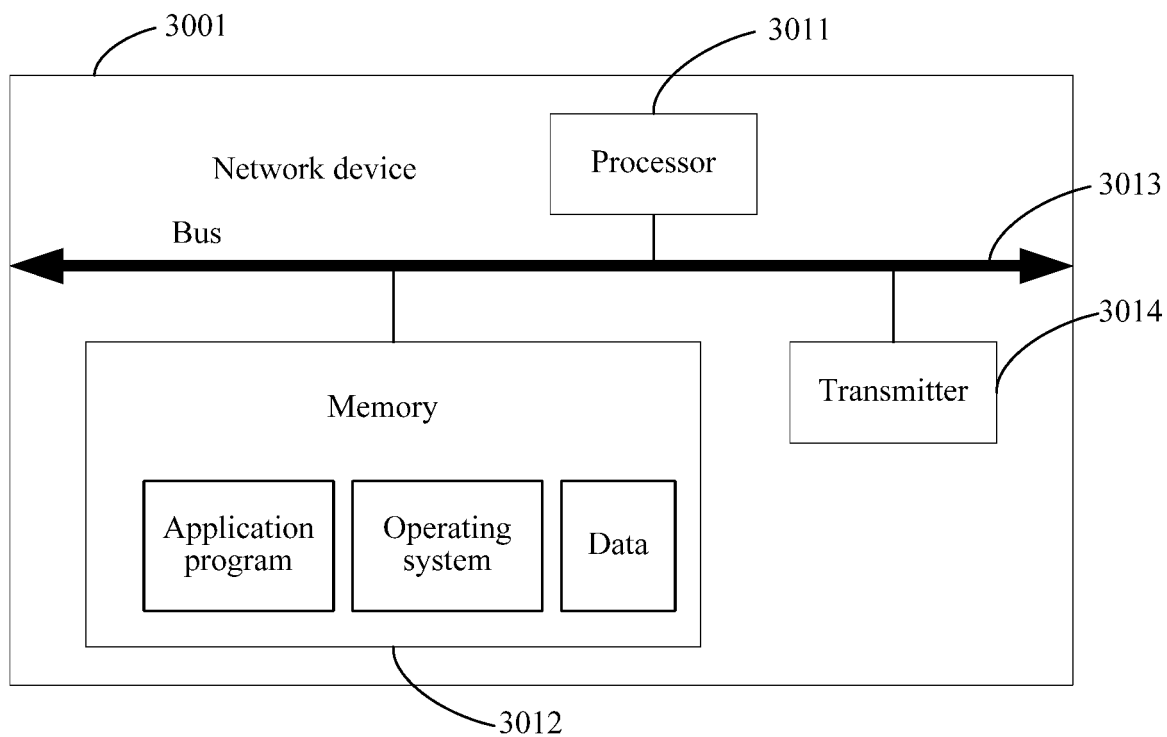 3001
3011
Processor
Network device
3013
Bus
3014
Transmitter
Memory
Application
program
Operating
system
Data
3012